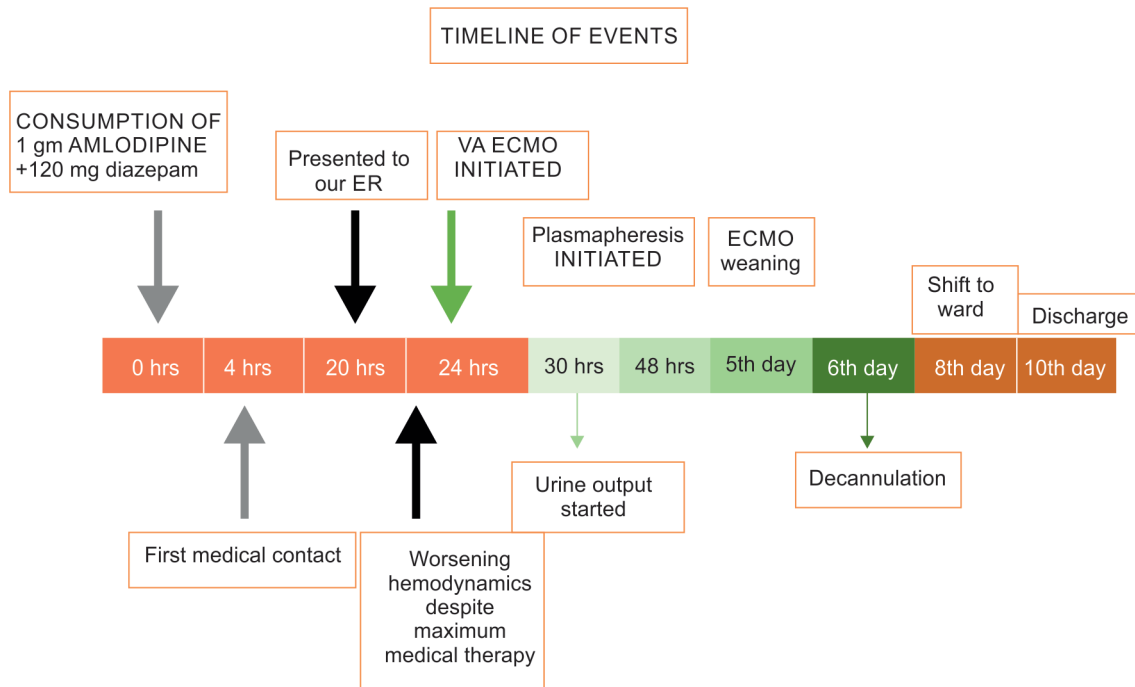 TIMELINE OF EVENTS
CONSUMPTION OF
1 gm AMLODIPINE
+120 mg diazepam
Presented to
our ER
VA ECMO
INITIATED
Plasmapheresis
INITIATED
ECMO
weaning
Shift to
ward
Discharge
0 hrs
4 hrs
20 hrs
24 hrs
30 hrs
48 hrs
5th day
6th day
8th day
10th day
First medical contact
Worsening
hemodynamics
despite
maximum
medical therapy
Urine output
started
Decannulation